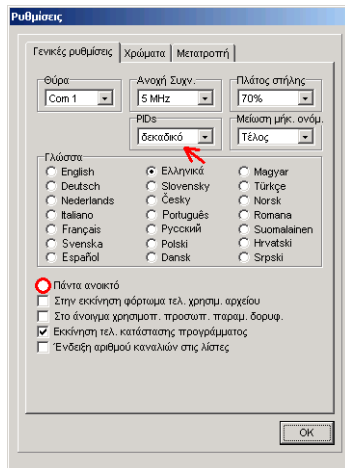 Ρυθμίσεις
Γενικές ρυθμίσεις Χρώματα Μετατροπή
Θύρα Ανοχή Συχν. Πλάτος στήλης
Com 1 5 MHz 70%
PIDs Μείωση μήκ. ονόμ.
δεκαδικό Τέλος
Γλώσσα
English Ελληνικά Magyar
Deutsch Slovensky Türkçe
Nederlands Česky Norsk
Italiano Português Romana
Français Русский Suomalainen
Svenska Polski Hrvatski
Español Dansk Srpski
Πάντα ανοικτό
Στην εκκίνηση φόρτωμα τελ. χρησιμ. αρχείου
Στο άνοιγμα χρησιμοπ. προσωπ. παραμ. δορυφ.
Εκκίνηση τελ. κατάστασης προγράμματος
Ένδειξη αριθμού καναλιών στις λίστες
OK